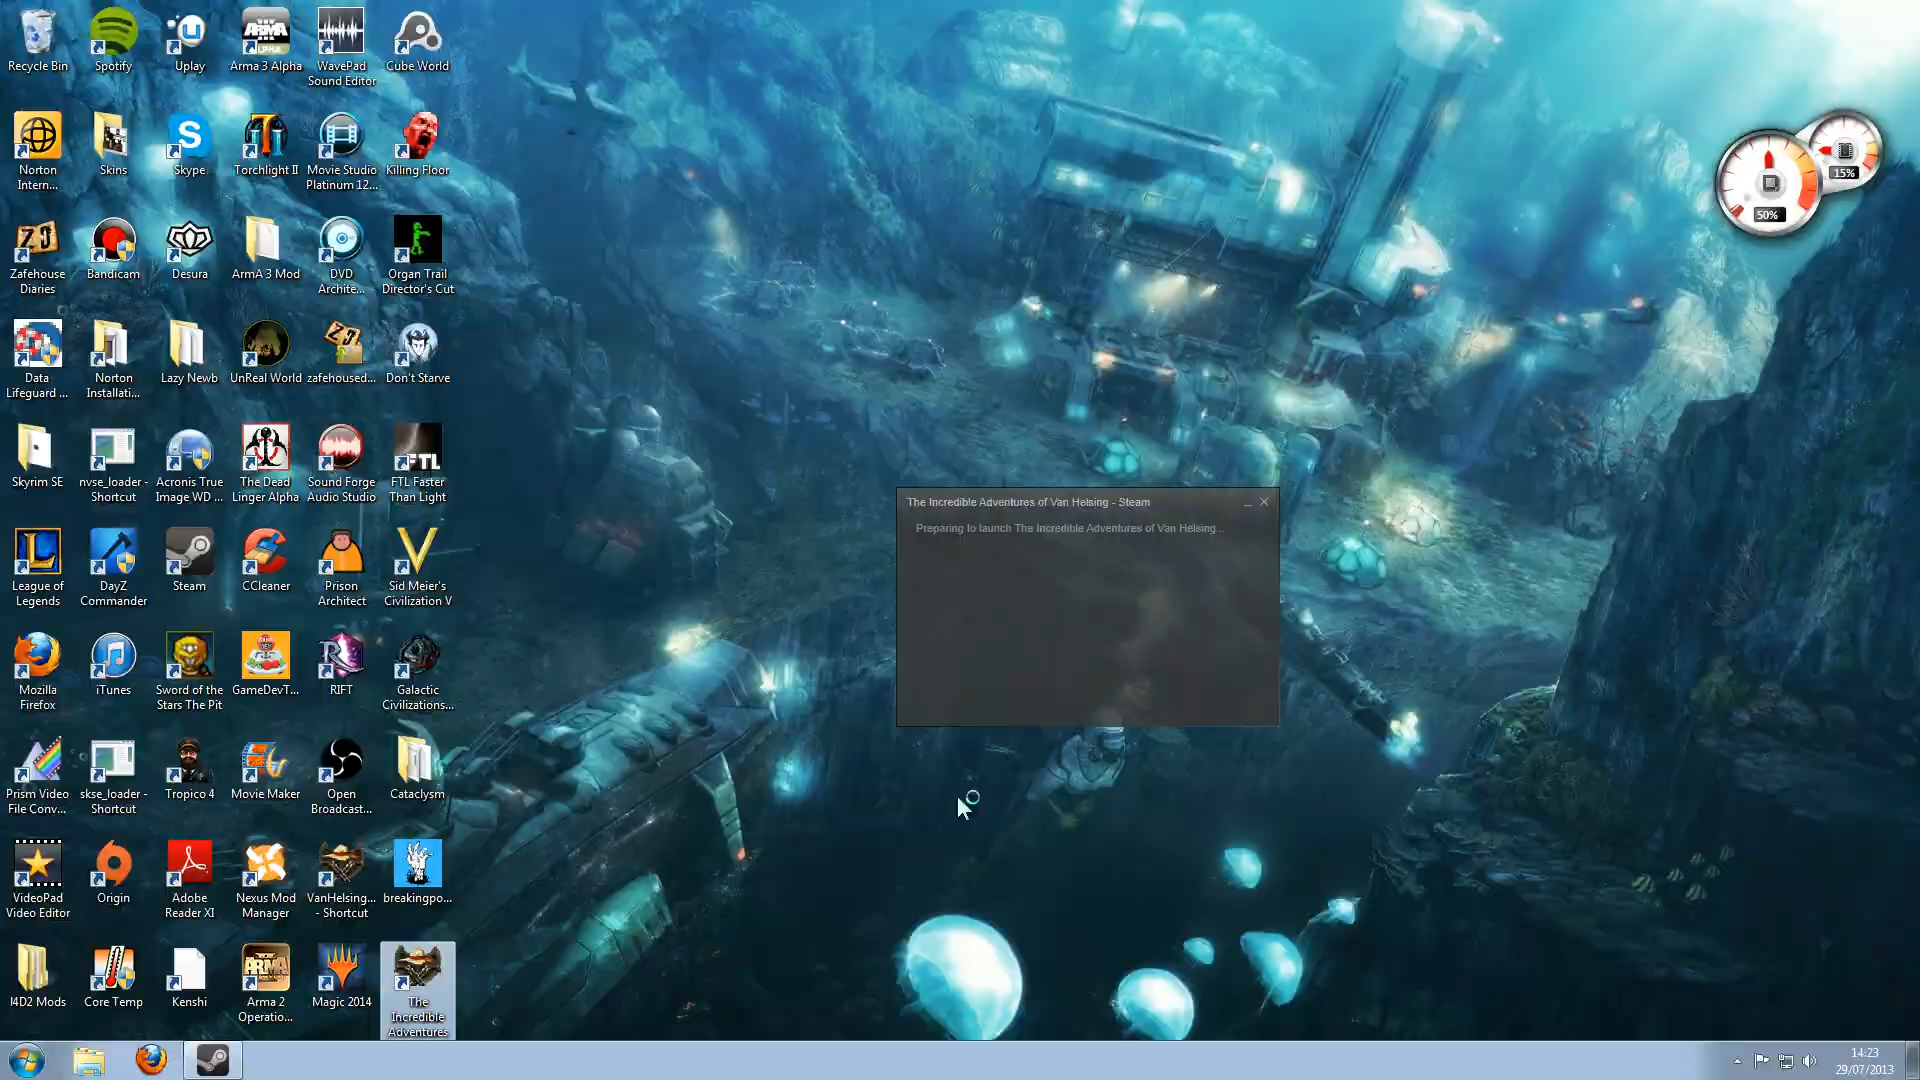 Recycle Bin
Spotify
Uplay
Arma 3 Alpha
WavePad
Sound Editor
Cube World
Norton
Intern...
Skins
Skype
Torchlight II
Movie Studio
Platinum 12...
Killing Floor
Zafehouse
Diaries
Bandicam
Desura
ArmA 3 Mod
DVD
Archite...
Organ Trail
Director's Cut
Data
Lifeguard ...
Norton
Installati...
Lazy Newb
UnReal World
zafehoused...
Don't Starve
Skyrim SE
nvse_loader -
Shortcut
Acronis True
Image WD ...
The Dead
Linger Alpha
Sound Forge
Audio Studio
FTL
FTL Faster
Than Light
League of
Legends
DayZ
Commander
Steam
CCleaner
Prison
Architect
Sid Meier's
Civilization V
Mozilla
Firefox
iTunes
Sword of the
Stars The Pit
GameDevT...
RIFT
Galactic
Civilizations...
Prism Video
File Conv...
skse_loader -
Shortcut
Tropico 4
Movie Maker
Open
Broadcast...
Cataclysm
VideoPad
Video Editor
Origin
Adobe
Reader XI
Nexus Mod
Manager
VanHelsing...
- Shortcut
breakingpo...
l4D2 Mods
Core Temp
Kenshi
Arma 2
Operatio...
Magic 2014
The
Incredible
Adventures
The Incredible Adventures of Van Helsing - Steam
Preparing to launch The Incredible Adventures of Van Helsing...
50%
15%
14:23
29/07/2013